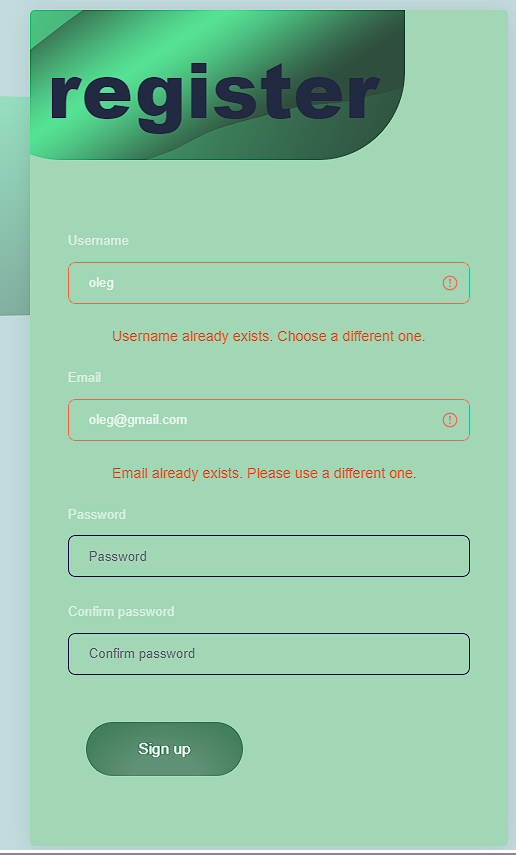 register
Username
oleg
Username already exists. Choose a different one.
Email
oleg@gmail.com
Email already exists. Please use a different one.
Password
Password
Confirm password
Confirm password
Sign up